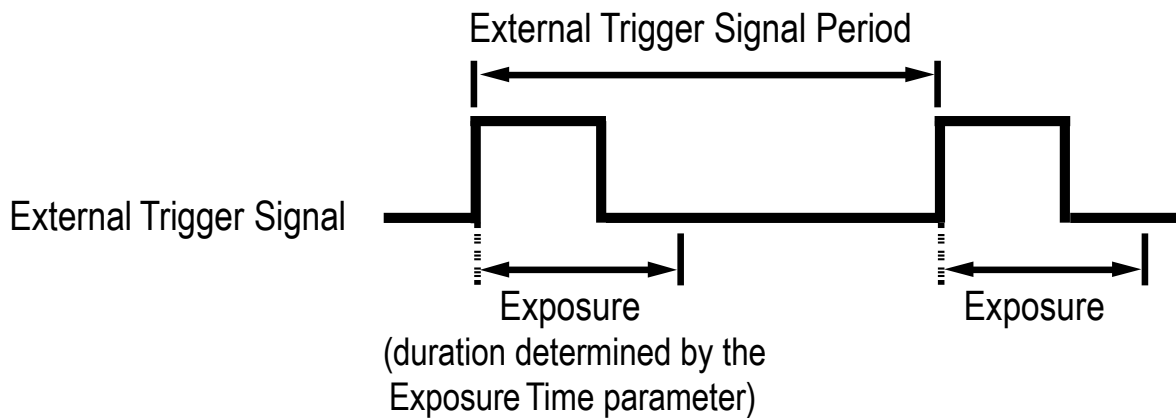 External Trigger Signal Period
External Trigger Signal
Exposure
(duration determined by the
Exposure Time parameter)
Exposure